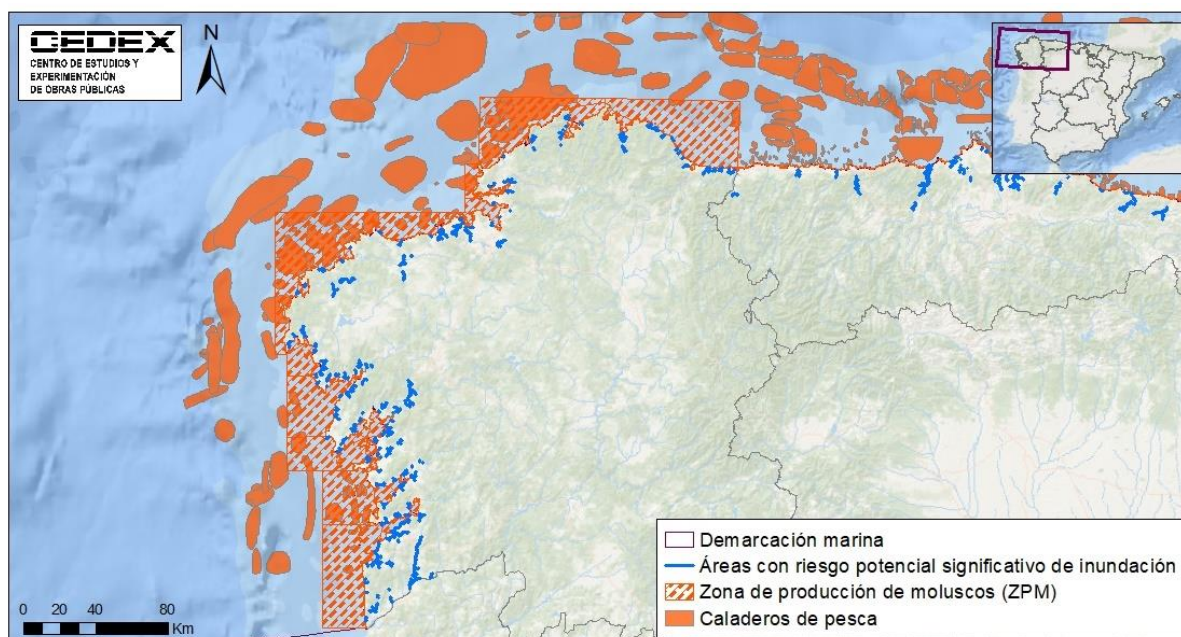 CEDEX
CENTRO DE ESTUDIOS Y
EXPERIMENTACIÓN
DE OBRAS PÚBLICAS
N
Demarcación marina
Áreas con riesgo potencial significativo de inundación
Zona de producción de moluscos (ZPM)
Caladeros de pesca
0 20 40 80
Km